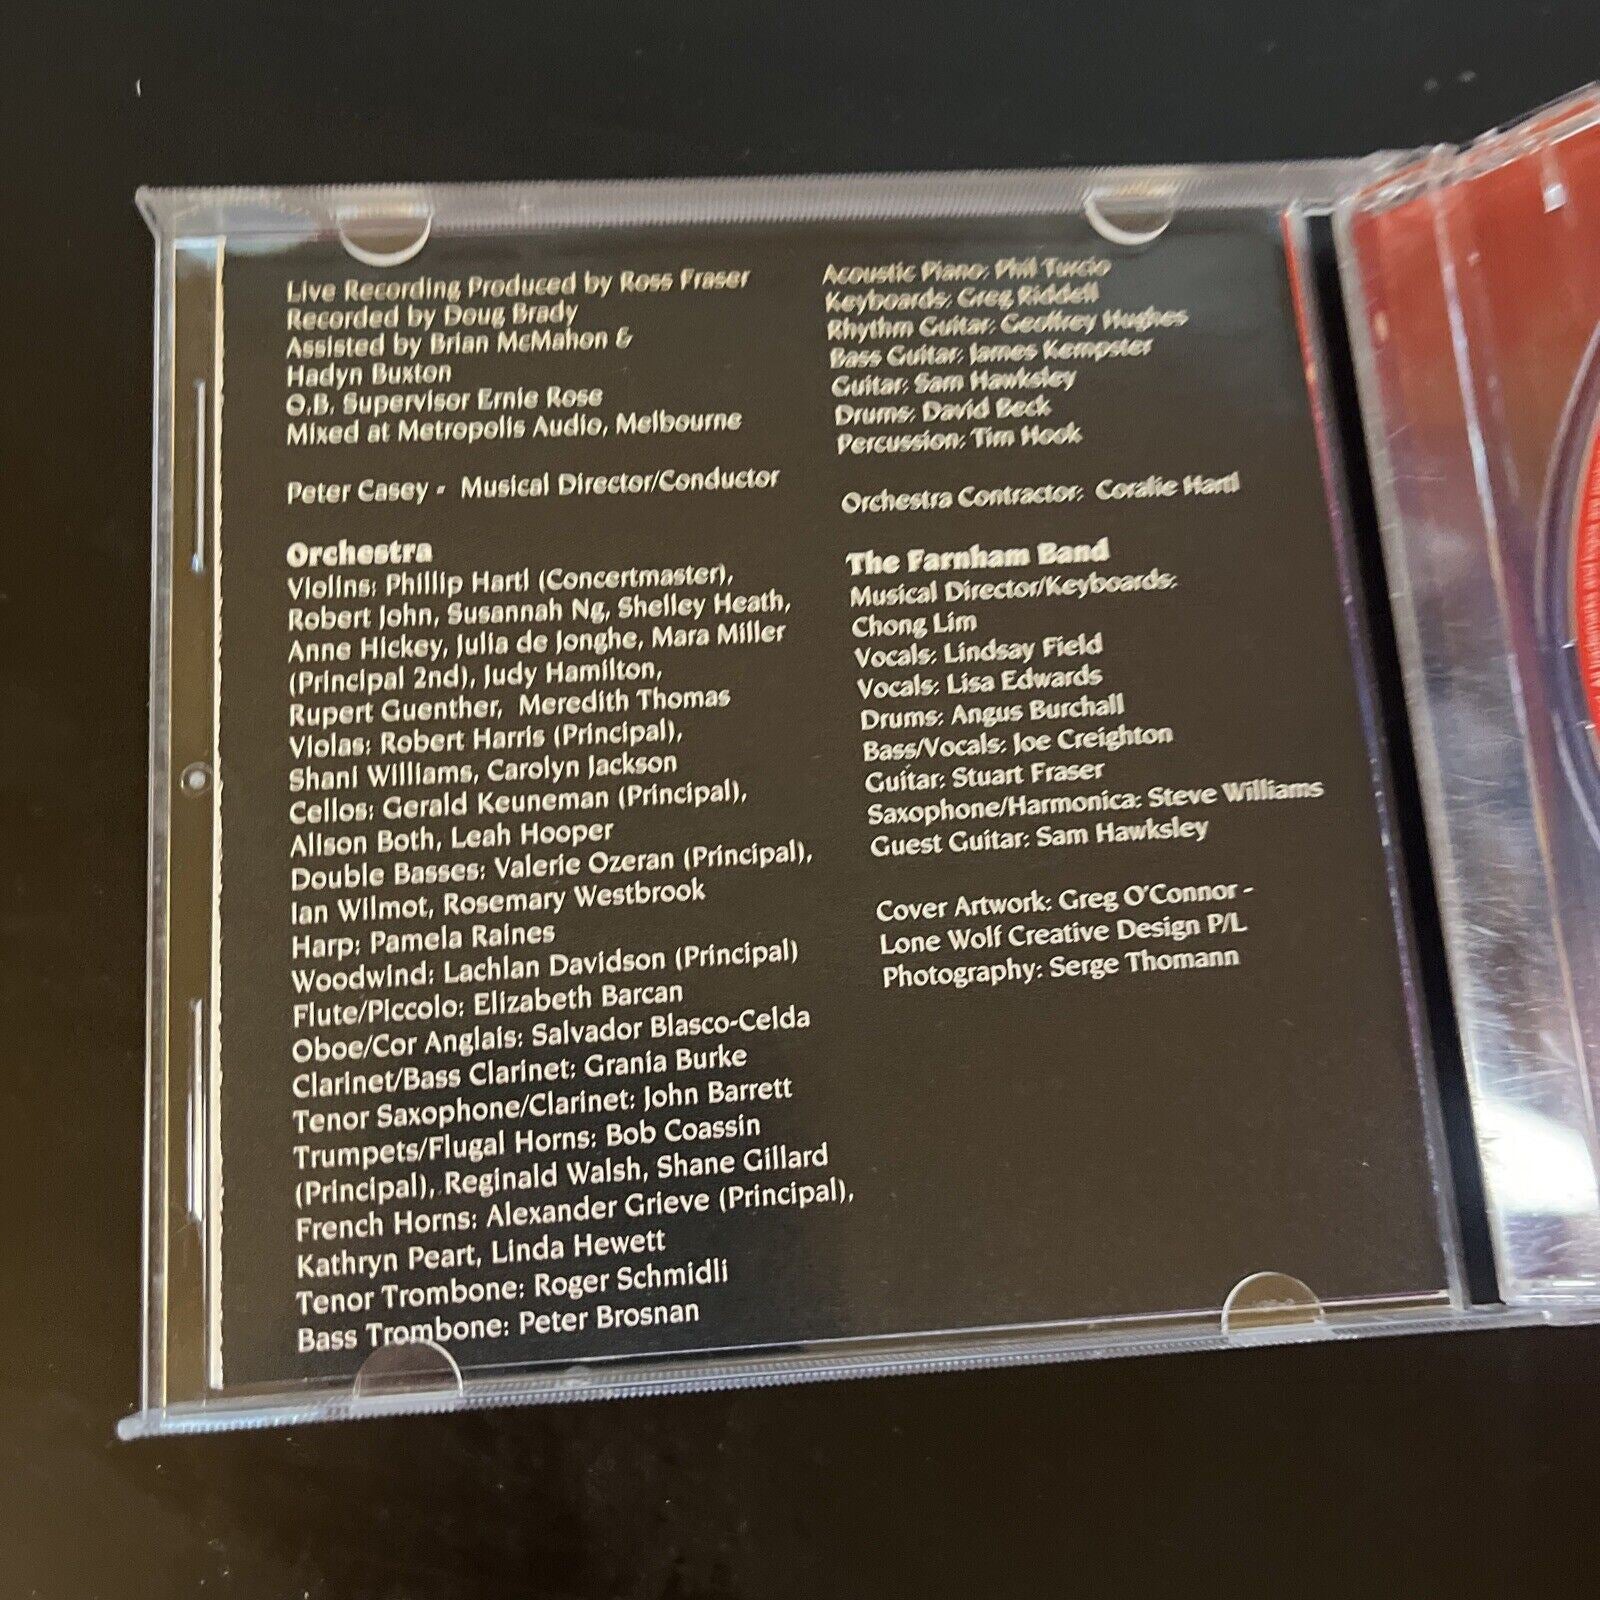 Live Recording Produced by Ross Fraser
Recorded by Doug Brady
Assisted by Brian McMahon &
Hadyn Buxton
O.B. Supervisor Ernie Rose
Mixed at Metropolis Audio, Melbourne
Peter Casey - Musical Director/Conductor
Orchestra
Violins: Phillip Hartl (Concertmaster),
Robert John, Susannah Ng, Shelley Heath,
Anne Hickey, Julia de Jonghe, Mara Miller
(Principal 2nd), Judy Hamilton,
Rupert Guenther, Meredith Thomas
Violas: Robert Harris (Principal),
Shani Williams, Carolyn Jackson
Cellos: Gerald Keuneman (Principal),
Alison Both, Leah Hooper
Double Basses: Valerie Ozeran (Principal),
Ian Wilmot, Rosemary Westbrook
Harp: Pamela Raines
Woodwind: Lachlan Davidson (Principal)
Flute/Piccolo: Elizabeth Barcan
Oboe/Cor Anglais: Salvador Blasco-Celda
Clarinet/Bass Clarinet: Grania Burke
Tenor Saxophone/Clarinet: John Barrett
Trumpets/Flugal Horns: Bob Coassin
(Principal), Reginald Walsh, Shane Gillard
French Horns: Alexander Grieve (Principal),
Kathryn Peart, Linda Hewett
Tenor Trombone: Roger Schmidli
Bass Trombone: Peter Brosnan
Acoustic Piano: Phil Turcio
Keyboards: Greg Riddell
Rhythm Guitar: Geoffrey Hughes
Bass Guitar: James Kempster
Guitar: Sam Hawksley
Drums: David Beck
Percussion: Tim Hook
Orchestra Contractor: Coralie Hartl
The Farnham Band
Musical Director/Keyboards:
Chong Lim
Vocals: Lindsay Field
Vocals: Lisa Edwards
Drums: Angus Burchall
Bass/Vocals: Joe Creighton
Guitar: Stuart Fraser
Saxophone/Harmonica: Steve Williams
Guest Guitar: Sam Hawksley
Cover Artwork: Greg O'Connor -
Lone Wolf Creative Design P/L
Photography: Serge Thomann